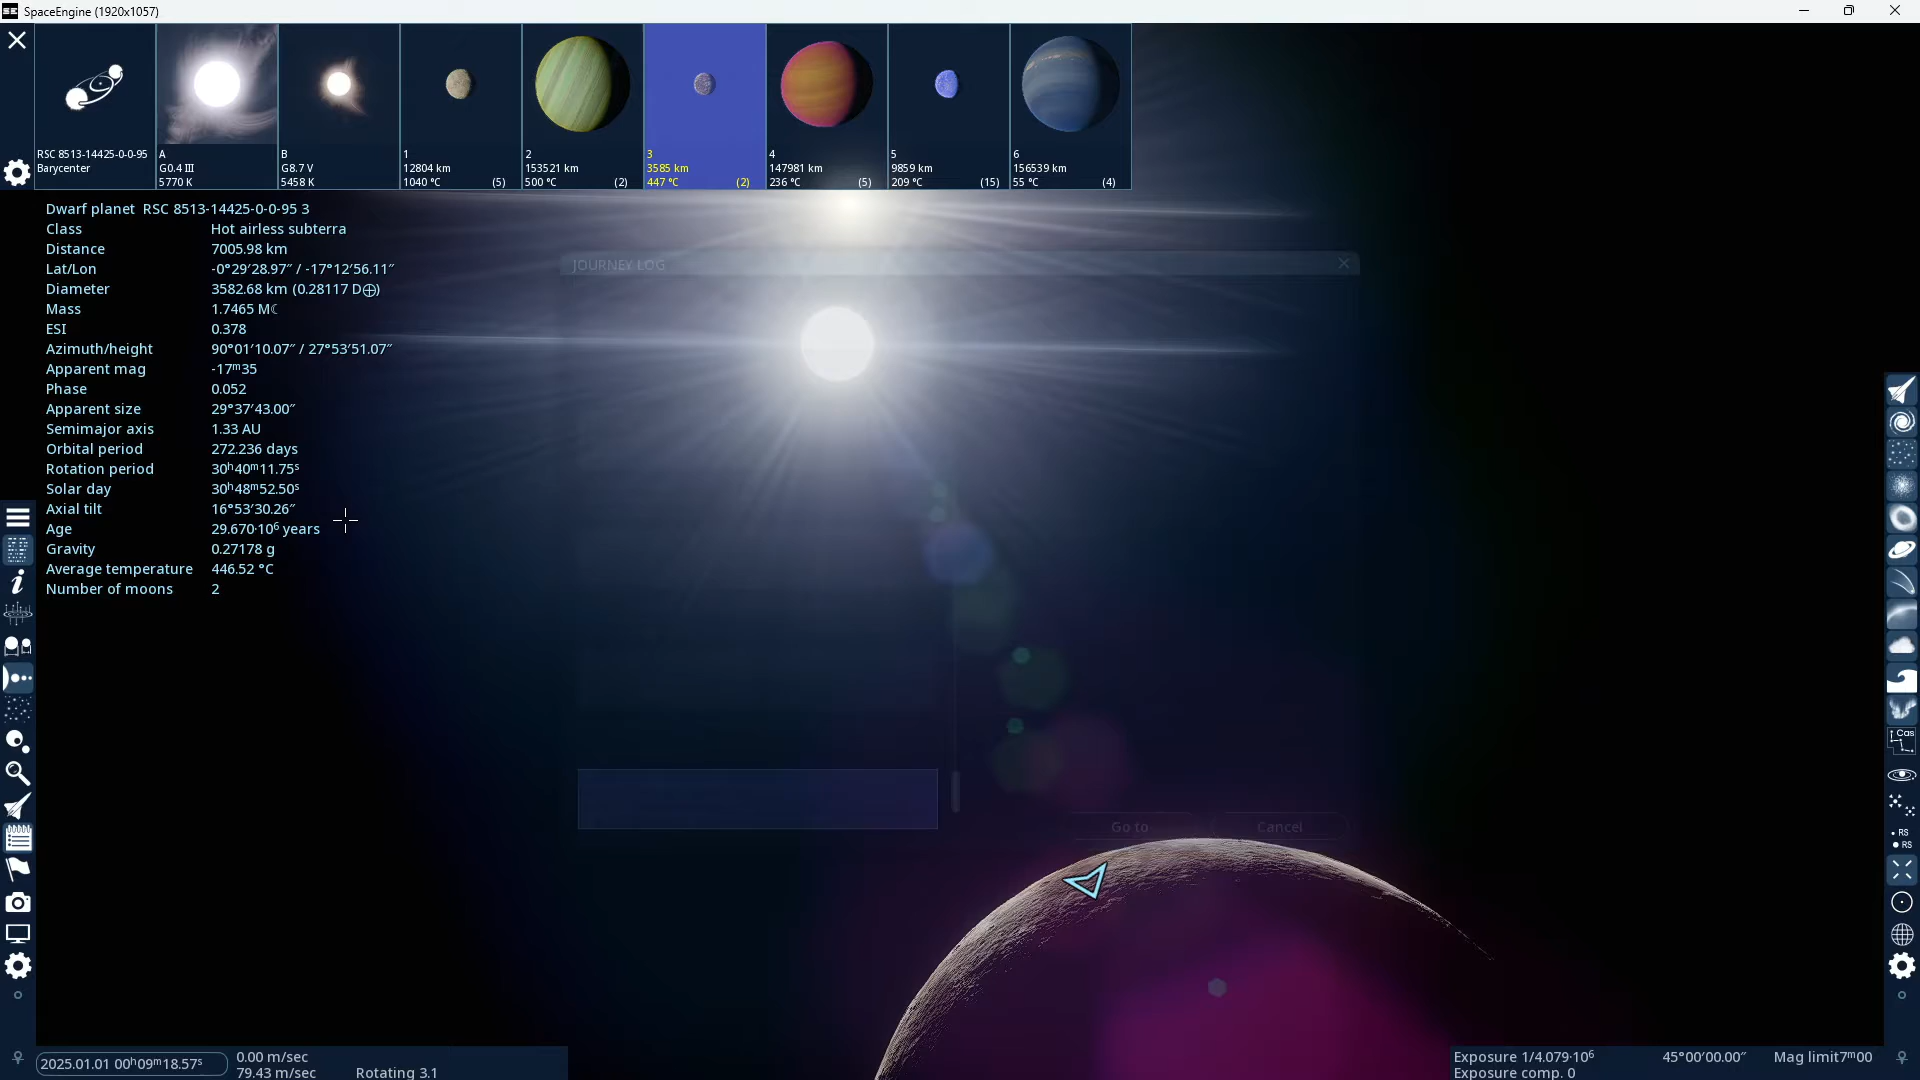 SpaceEngine (1920x1057)
RSC 8513-14425-0-0-95
Barycenter
A
G0.4 III
5770 K
B
G8.7 V
5458 K
1
12804 km
1040 °C (5)
2
153521 km
500 °C (2)
3
3585 km
447 °C (2)
4
147981 km
236 °C (5)
5
9859 km
209 °C (15)
6
156539 km
55 °C (4)
Dwarf planet RSC 8513-14425-0-0-95 3
Class Hot airless subterra
Distance 7005.98 km
Lat/Lon -0°29′28.97″ / -17°12′56.11″
Diameter 3582.68 km (0.28117 D⊕)
Mass 1.7465 M☾
ESI 0.378
Azimuth/height 90°01′10.07″ / 27°53′51.07″
Apparent mag -17ᵐ35
Phase 0.052
Apparent size 29°37′43.00″
Semimajor axis 1.33 AU
Orbital period 272.236 days
Rotation period 30ʰ40ᵐ11.75ˢ
Solar day 30ʰ48ᵐ52.50ˢ
Axial tilt 16°53′30.26″
Age 29.670·10⁶ years
Gravity 0.27178 g
Average temperature 446.52 °C
Number of moons 2
JOURNEY LOG
Go to Cancel
Cas
RS
RS
2025.01.01 00ʰ09ᵐ18.57ˢ
0.00 m/sec
79.43 m/sec Rotating 3.1
Exposure 1/4.079·10⁶ 45°00′00.00″ Mag limit7ᵐ00
Exposure comp. 0